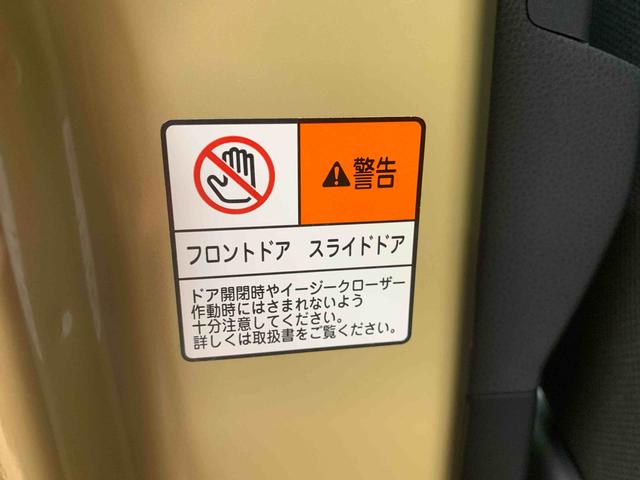 警告
フロントドア　スライドドア
ドア開閉時やイージークローザー
作動時にはさまれないよう
十分注意してください。
詳しくは取扱書をご覧ください。